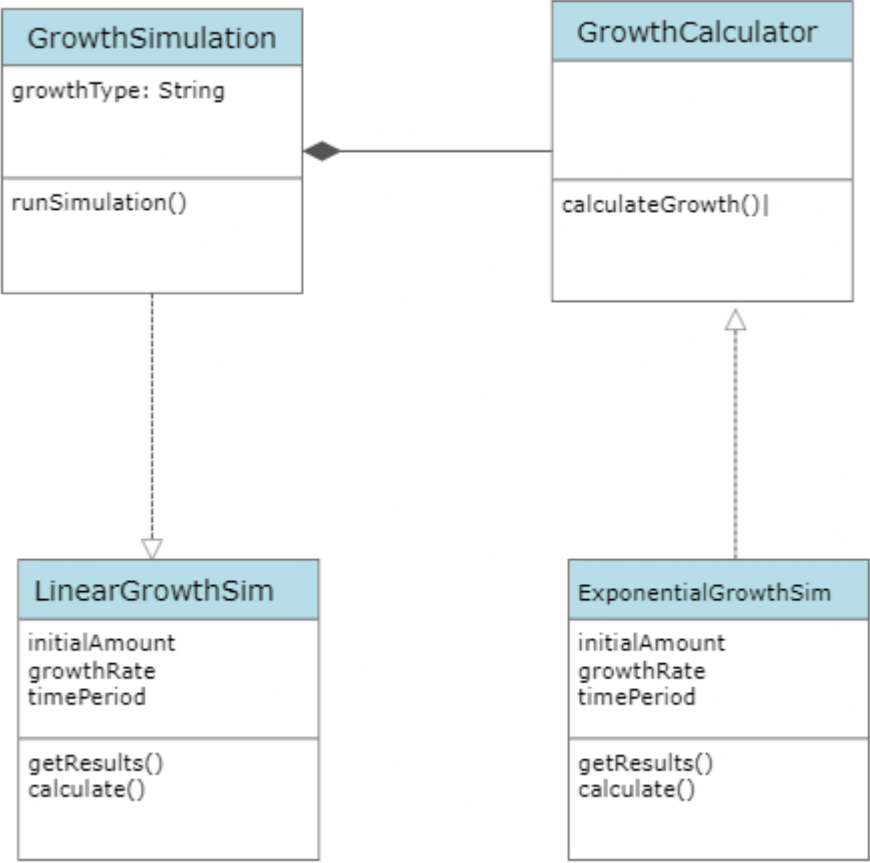 GrowthSimulation
growthType: String
runSimulation()
GrowthCalculator
calculateGrowth()|
LinearGrowthSim
initialAmount
growthRate
timePeriod
getResults()
calculate()
ExponentialGrowthSim
initialAmount
growthRate
timePeriod
getResults()
calculate()